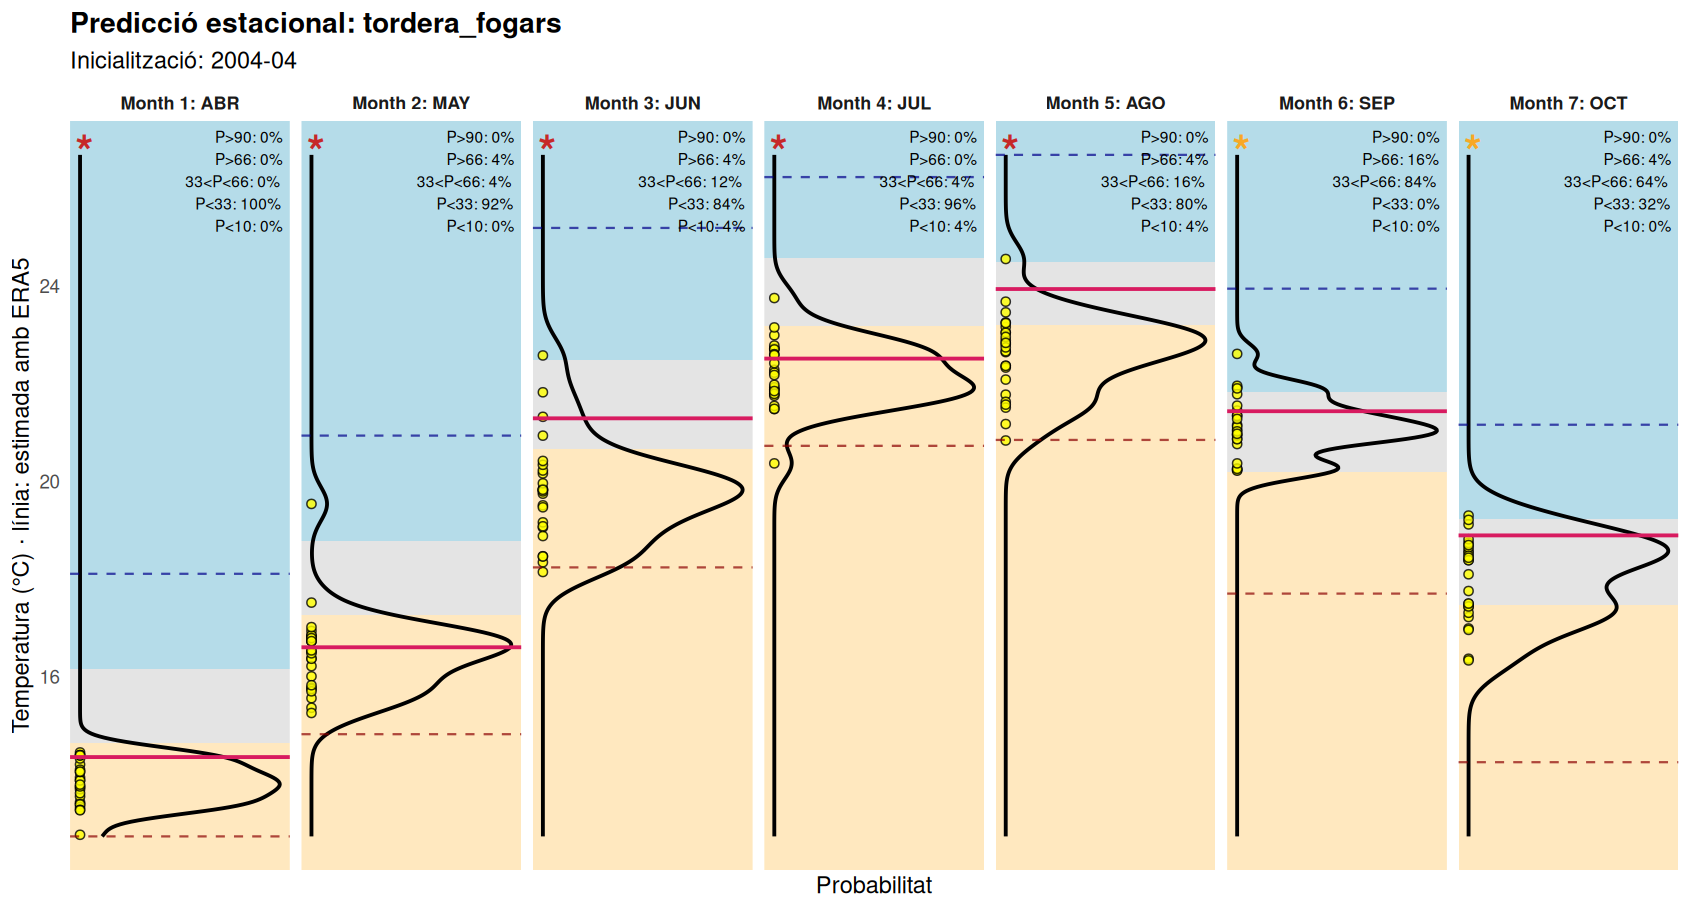 Predicció estacional: tordera_fogars
Inicialització: 2004-04
Month 1: ABR
Month 2: MAY
Month 3: JUN
Month 4: JUL
Month 5: AGO
Month 6: SEP
Month 7: OCT
*
P>90: 0%
P>66: 0%
33<P<66: 0%
P<33: 100%
P<10: 0%
*
P>90: 0%
P>66: 4%
33<P<66: 4%
P<33: 92%
P<10: 0%
*
P>90: 0%
P>66: 4%
33<P<66: 12%
P<33: 84%
P<10: 4%
*
P>90: 0%
P>66: 0%
33<P<66: 4%
P<33: 96%
P<10: 4%
*
P>90: 0%
P>66: 4%
33<P<66: 16%
P<33: 80%
P<10: 4%
*
P>90: 0%
P>66: 16%
33<P<66: 84%
P<33: 0%
P<10: 0%
*
P>90: 0%
P>66: 4%
33<P<66: 64%
P<33: 32%
P<10: 0%
Temperatura (°C) · línia: estimada amb ERA5
24
20
16
Probabilitat